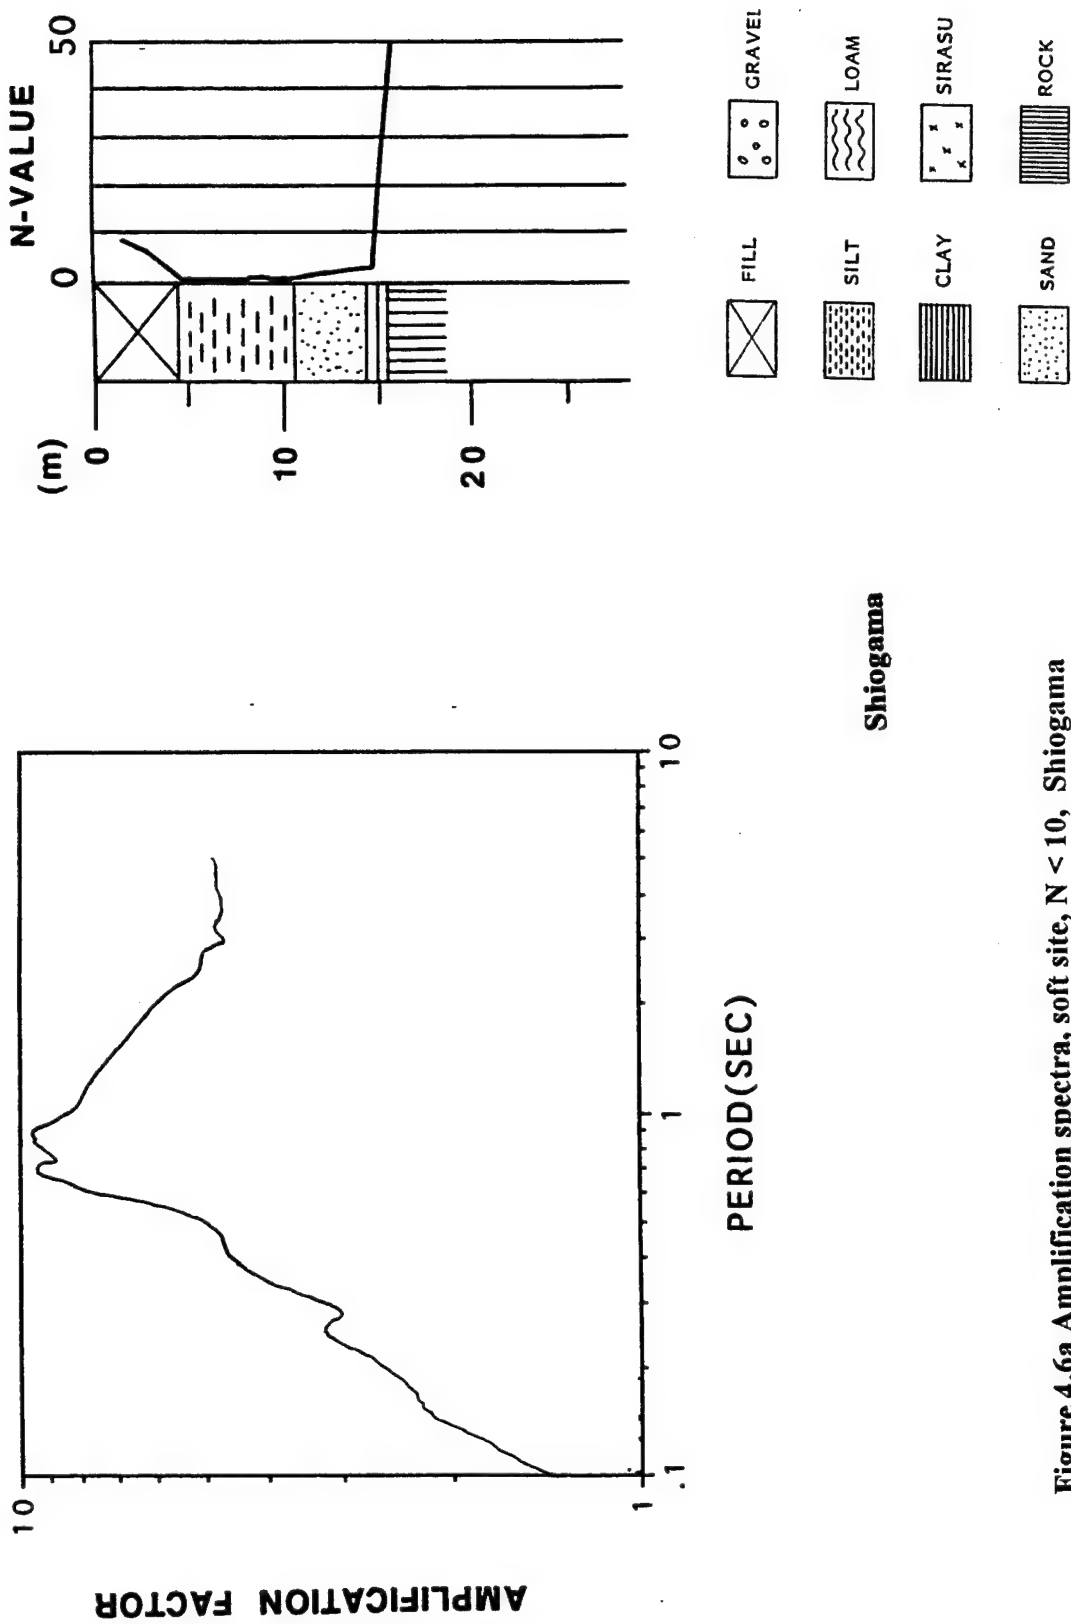 AMPLIFICATION FACTOR
10
1
.1
1
10
PERIOD(SEC)
N-VALUE
0
50
(m)
0
10
20
FILL
GRAVEL
SILT
LOAM
CLAY
SIRASU
SAND
ROCK
Shiogama
Figure 4.6a Amplification spectra, soft site, N < 10, Shiogama